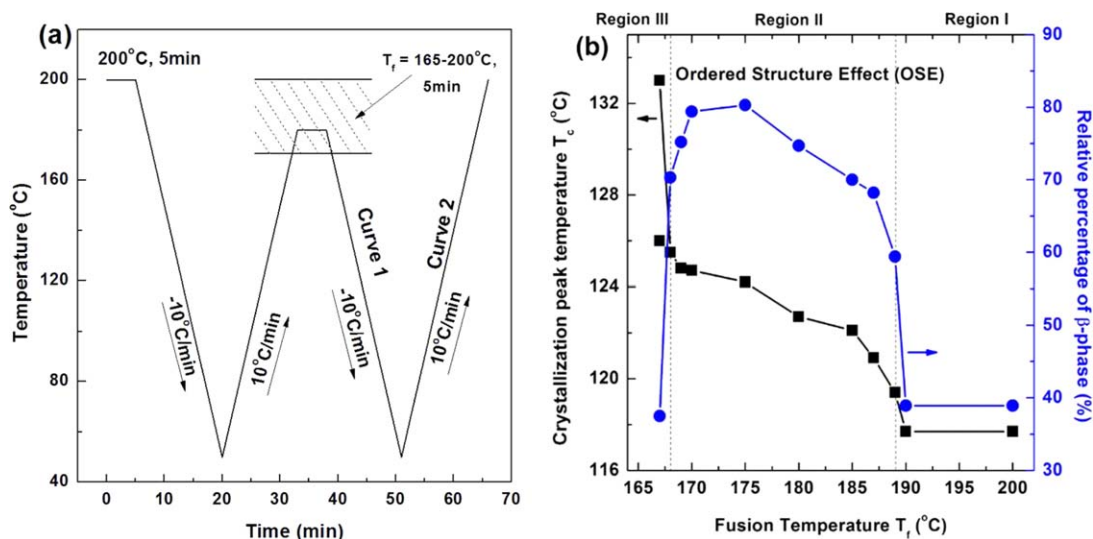 (a)
200°C, 5min
T_f = 165-200°C,
5min
-10°C/min
10°C/min
Curve 1
-10°C/min
Curve 2
10°C/min
Temperature (°C)
200
160
120
80
40
0 10 20 30 40 50 60 70
Time (min)
(b)
Region III Region II Region I
Ordered Structure Effect (OSE)
Crystallization peak temperature T_c (°C)
132
128
124
120
116
Relative percentage of β-phase (%)
90
80
70
60
50
40
30
165 170 175 180 185 190 195 200
Fusion Temperature T_f (°C)